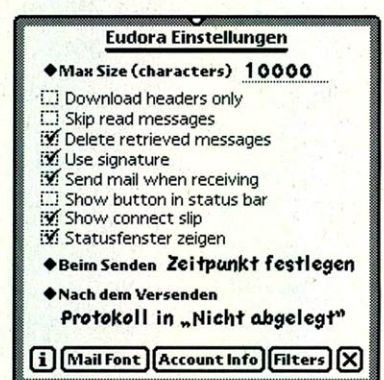 Eudora Einstellungen
◆Max Size (characters) 10000
Download headers only
Skip read messages
Delete retrieved messages
Use signature
Send mail when receiving
Show button in status bar
Show connect slip
Statusfenster zeigen
◆Beim Senden Zeitpunkt festlegen
◆Nach dem Versenden
Protokoll in „Nicht abgelegt"
i Mail Font Account Info Filters X